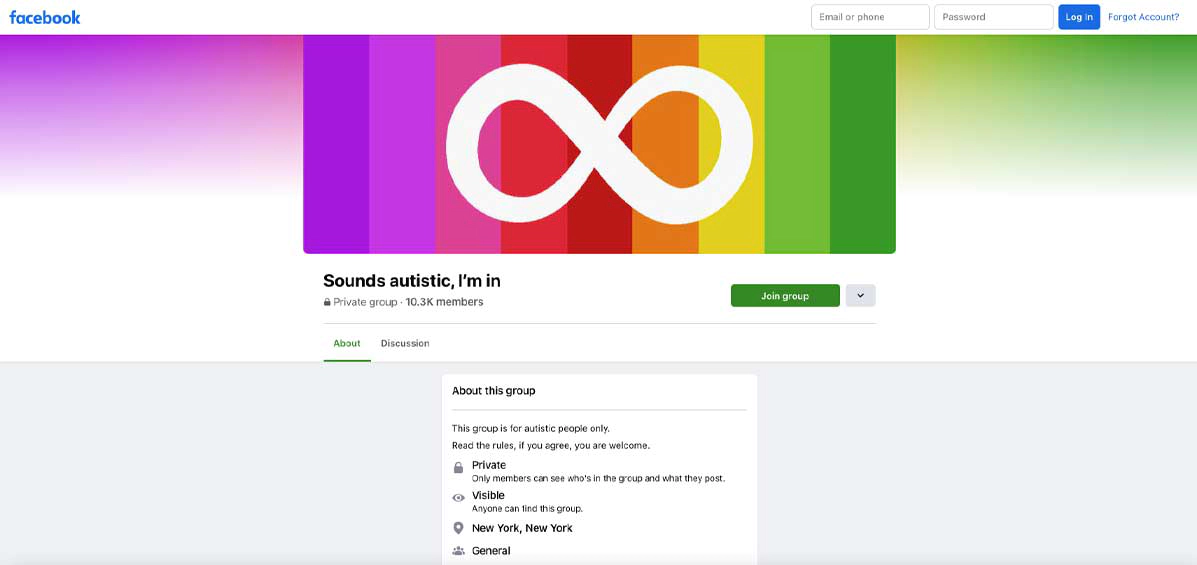 facebook
Email or phone
Password
Log In
Forgot Account?
Sounds autistic, I'm in
Private group · 10.3K members
Join group
About
Discussion
About this group
This group is for autistic people only.
Read the rules, if you agree, you are welcome.
Private
Only members can see who's in the group and what they post.
Visible
Anyone can find this group.
New York, New York
General